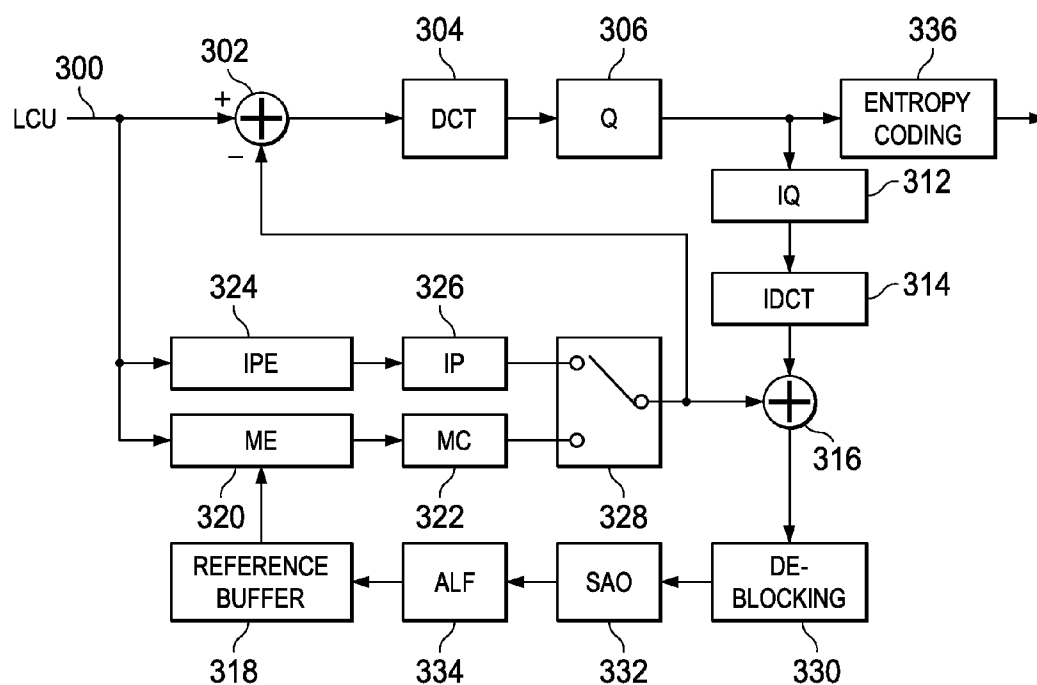 304
306
336
302
300
LCU
+
−
DCT
Q
ENTROPY
CODING
312
IQ
314
IDCT
324
326
IPE
IP
ME
MC
316
320
322
328
REFERENCE
BUFFER
ALF
SAO
DE-
BLOCKING
318
334
332
330